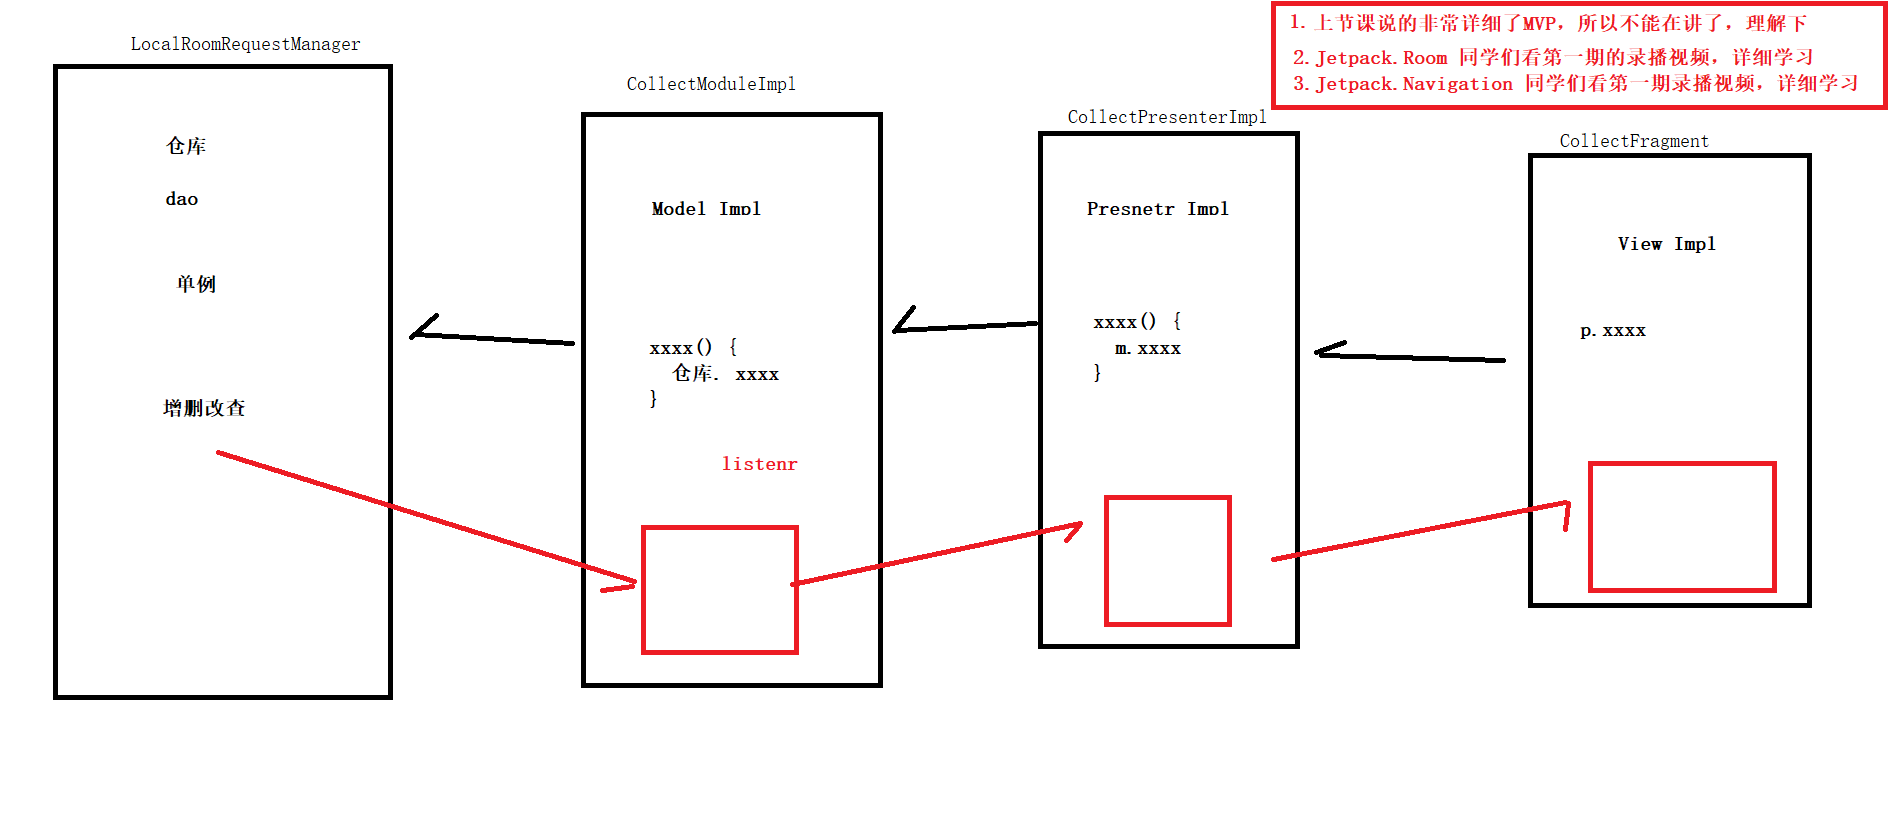 LocalRoomRequestManager
仓库
dao
单例
增删改查
CollectModuleImpl
Model Impl
xxxx() {
仓库. xxxx
}
listenr
CollectPresenterImpl
Presnetr Impl
xxxx() {
m.xxxx
}
CollectFragment
View Impl
p.xxxx
1. 上节课说的非常详细了MVP，所以不能在讲了，理解下
2. Jetpack.Room 同学们看第一期的录播视频，详细学习
3. Jetpack.Navigation 同学们看第一期录播视频，详细学习